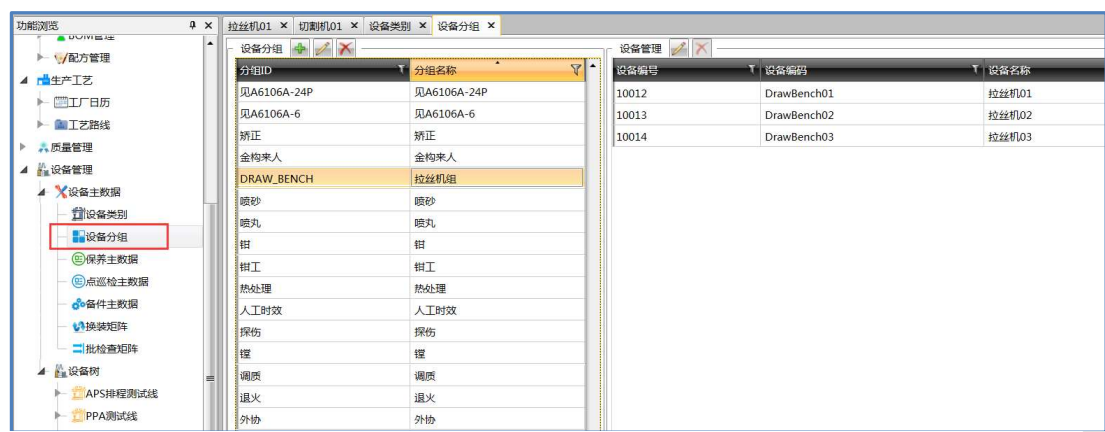 功能浏览
BOM管理
配方管理
生产工艺
工厂日历
工艺路线
质量管理
设备管理
设备主数据
设备类别
设备分组
保养主数据
点巡检主数据
备件主数据
换装矩阵
批检查矩阵
设备树
APS排程测试线
PPA测试线
拉丝机01 切割机01 设备类别 设备分组
设备分组
分组ID 分组名称
见A6106A-24P 见A6106A-24P
见A6106A-6 见A6106A-6
矫正 矫正
金构来人 金构来人
DRAW_BENCH 拉丝机组
喷砂 喷砂
喷丸 喷丸
钳 钳
钳工 钳工
热处理 热处理
人工时效 人工时效
探伤 探伤
镗 镗
调质 调质
退火 退火
外协 外协
设备管理
设备编号 设备编码 设备名称
10012 DrawBench01 拉丝机01
10013 DrawBench02 拉丝机02
10014 DrawBench03 拉丝机03